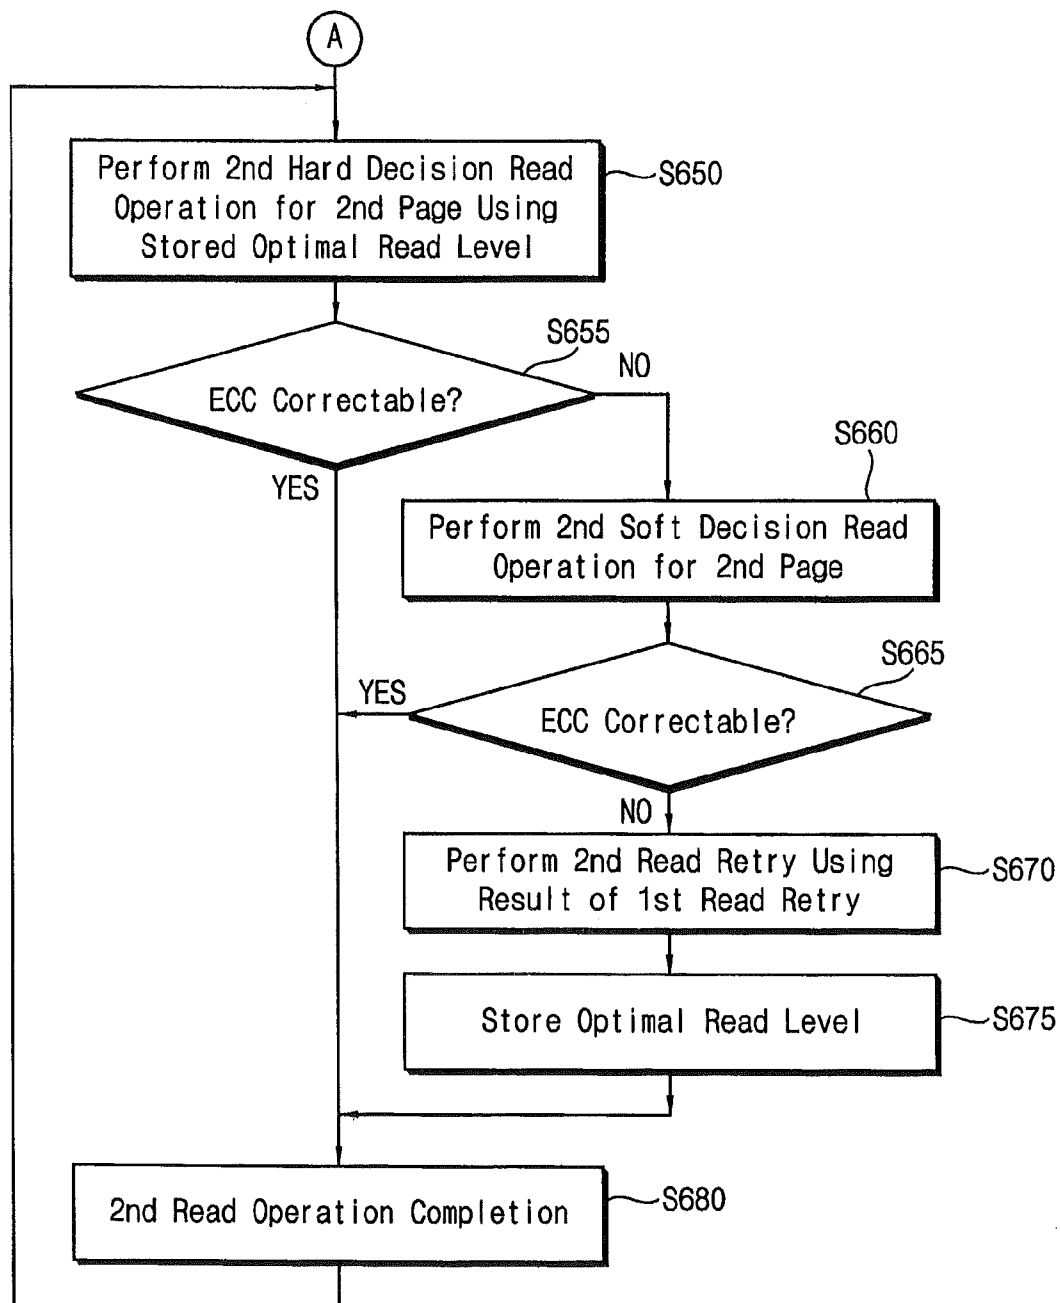 A
Perform 2nd Hard Decision Read
Operation for 2nd Page Using
Stored Optimal Read Level
S650
S655
ECC Correctable?
NO
YES
S660
Perform 2nd Soft Decision Read
Operation for 2nd Page
S665
YES
ECC Correctable?
NO
Perform 2nd Read Retry Using
Result of 1st Read Retry
S670
Store Optimal Read Level
S675
2nd Read Operation Completion
S680